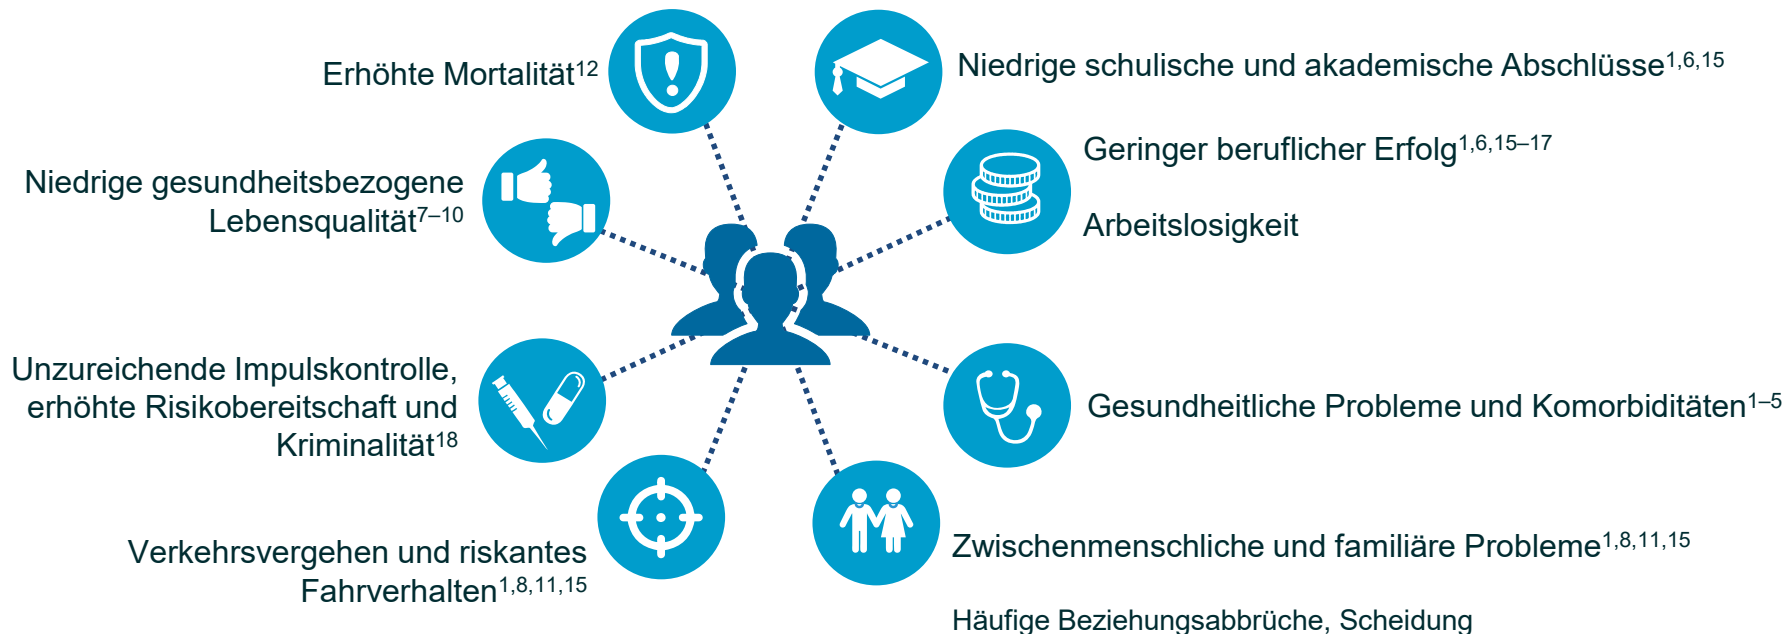 Erhöhte Mortalität12
Niedrige schulische und akademische Abschlüsse1,6,15
Geringer beruflicher Erfolg1,6,15–17
Niedrige gesundheitsbezogene
Lebensqualität7–10
Arbeitslosigkeit
Unzureichende Impulskontrolle,
erhöhte Risikobereitschaft und
Kriminalität18
Gesundheitliche Probleme und Komorbiditäten1–5
Verkehrsvergehen und riskantes
Fahrverhalten1,8,11,15
Zwischenmenschliche und familiäre Probleme1,8,11,15
Häufige Beziehungsabbrüche, Scheidung